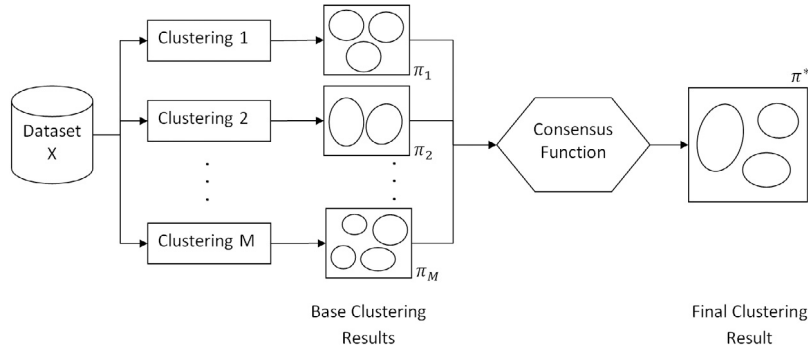 Clustering 1
π1
π*
Dataset
X
Clustering 2
π2
Consensus
Function
Clustering M
πM
Base Clustering
Results
Final Clustering
Result